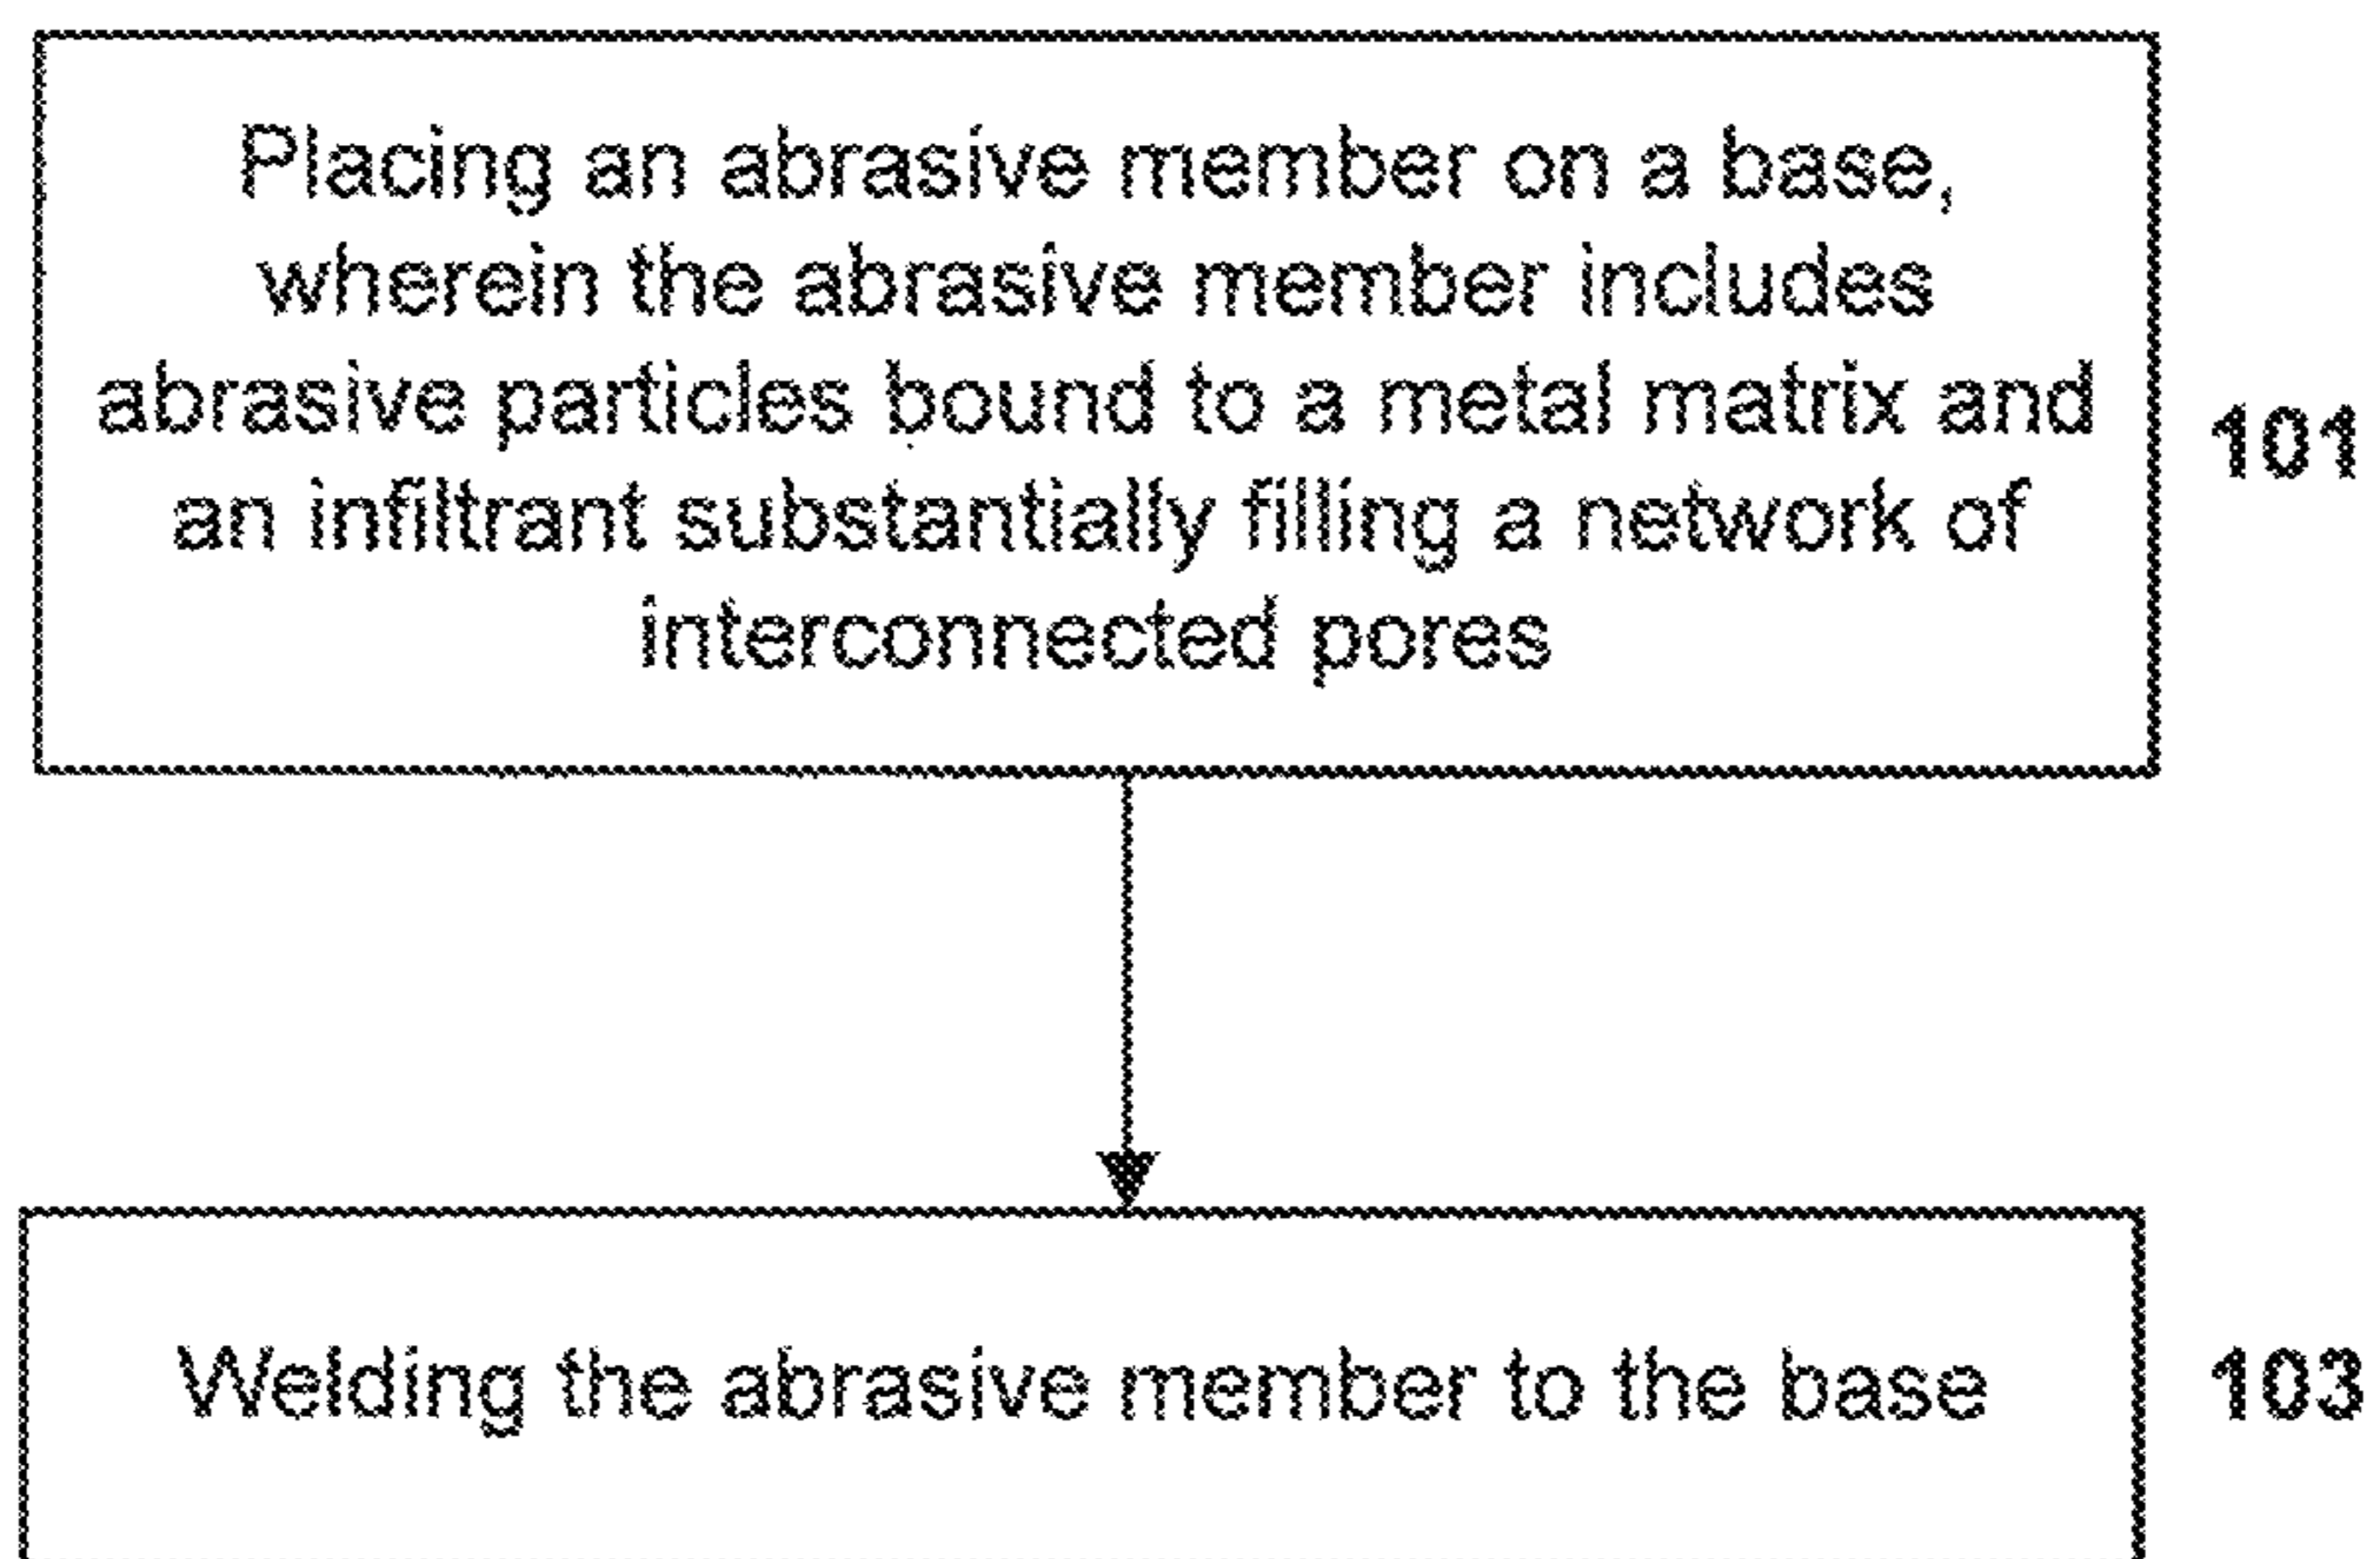 Placing an abrasive member on a base,
wherein the abrasive member includes
abrasive particles bound to a metal matrix and
an infiltrant substantially filling a network of
interconnected pores
101
Welding the abrasive member to the base
103